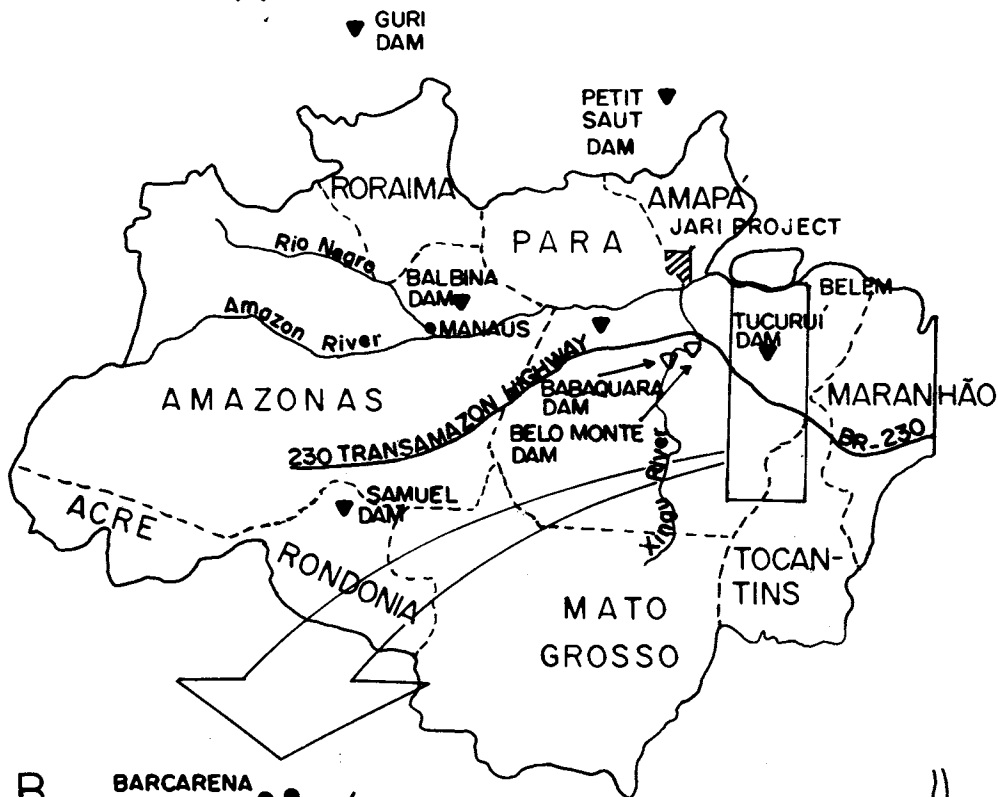 GURI
DAM
PETIT
SAUT
DAM
RORAIMA
AMAPA
JARI PROJECT
PARA
Rio Negro
BALBINA
DAM
BELEM
Amazon River
MANAUS
TUCURUI
DAM
AMAZONAS
BABAQUARA
DAM
MARANHÃO
230 TRANSAMAZON HIGHWAY
BELO MONTE
DAM
BR-230
Xingu River
SAMUEL
DAM
ACRE
RONDONIA
TOCAN-
TINS
MATO
GROSSO
B
BARCARENA